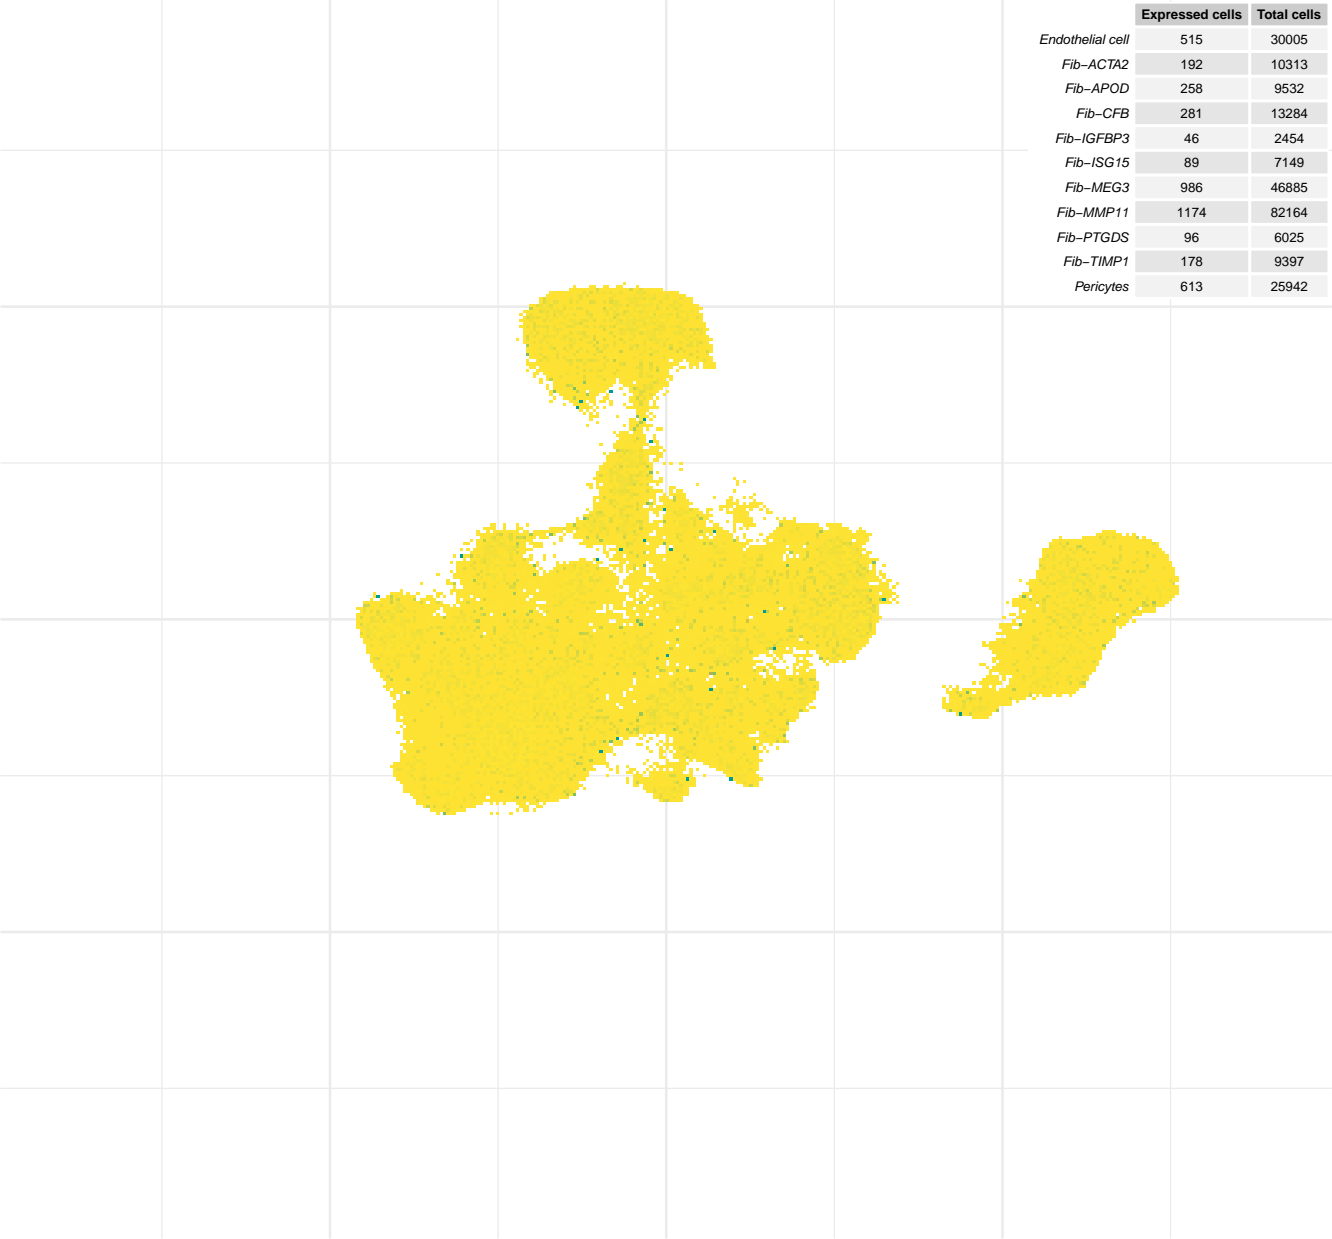 Expressed cells Total cells
Endothelial cell 515 30005
Fib−ACTA2 192 10313
Fib−APOD 258 9532
Fib−CFB 281 13284
Fib−IGFBP3 46 2454
Fib−ISG15 89 7149
Fib−MEG3 986 46885
Fib−MMP11 1174 82164
Fib−PTGDS 96 6025
Fib−TIMP1 178 9397
Pericytes 613 25942